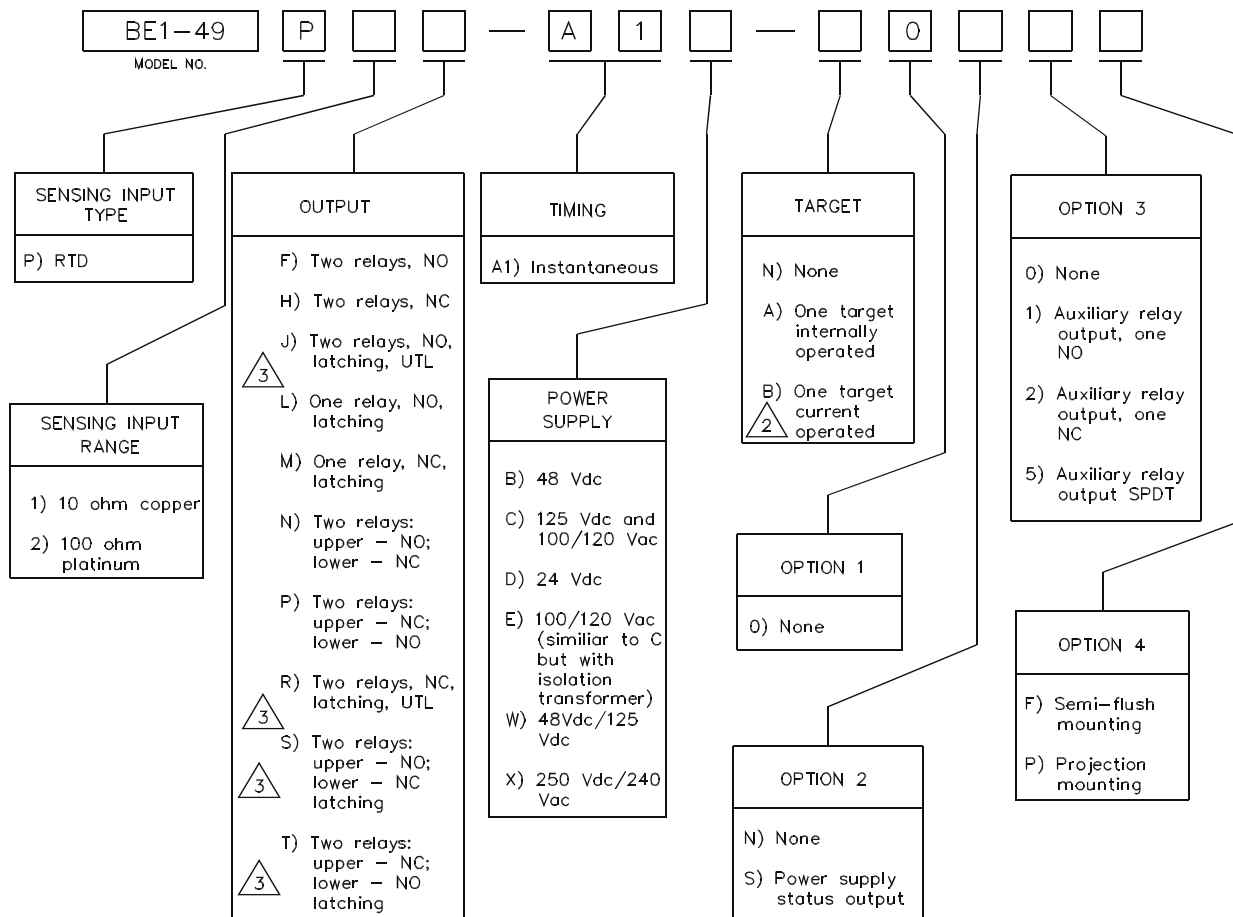 BE1-49 P — A 1 — 0
MODEL NO.
SENSING INPUT
TYPE
P) RTD
SENSING INPUT
RANGE
1) 10 ohm copper
2) 100 ohm
platinum
OUTPUT
F) Two relays, NO
H) Two relays, NC
J) Two relays, NO,
latching, UTL
3
L) One relay, NO,
latching
M) One relay, NC,
latching
N) Two relays:
upper – NO;
lower – NC
P) Two relays:
upper – NC;
lower – NO
R) Two relays, NC,
latching, UTL
3
S) Two relays:
upper – NO;
3
lower – NC
latching
T) Two relays:
upper – NC;
3
lower – NO
latching
TIMING
A1) Instantaneous
POWER
SUPPLY
B) 48 Vdc
C) 125 Vdc and
100/120 Vac
D) 24 Vdc
E) 100/120 Vac
(similiar to C
but with
isolation
transformer)
W) 48Vdc/125
Vdc
X) 250 Vdc/240
Vac
TARGET
N) None
A) One target
internally
operated
B) One target
current
2
operated
OPTION 1
0) None
OPTION 2
N) None
S) Power supply
status output
OPTION 3
0) None
1) Auxiliary relay
output, one
NO
2) Auxiliary relay
output, one
NC
5) Auxiliary relay
output SPDT
OPTION 4
F) Semi-flush
mounting
P) Projection
mounting